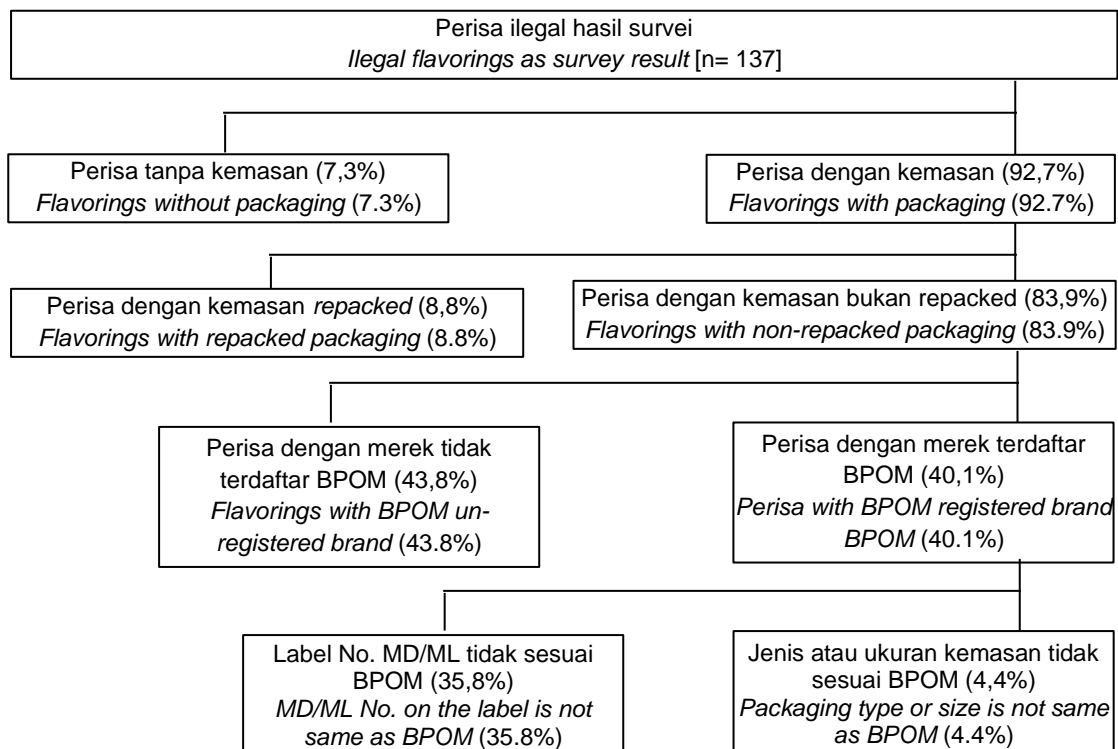 Perisa ilegal hasil survei
Ilegal flavorings as survey result [n= 137]
Perisa tanpa kemasan (7,3%)
Flavorings without packaging (7.3%)
Perisa dengan kemasan (92,7%)
Flavorings with packaging (92.7%)
Perisa dengan kemasan repacked (8,8%)
Flavorings with repacked packaging (8.8%)
Perisa dengan kemasan bukan repacked (83,9%)
Flavorings with non-repacked packaging (83.9%)
Perisa dengan merek tidak
terdaftar BPOM (43,8%)
Flavorings with BPOM un-
registered brand (43.8%)
Perisa dengan merek terdaftar
BPOM (40,1%)
Perisa with BPOM registered brand
BPOM (40.1%)
Label No. MD/ML tidak sesuai
BPOM (35,8%)
MD/ML No. on the label is not
same as BPOM (35.8%)
Jenis atau ukuran kemasan tidak
sesuai BPOM (4,4%)
Packaging type or size is not same
as BPOM (4.4%)